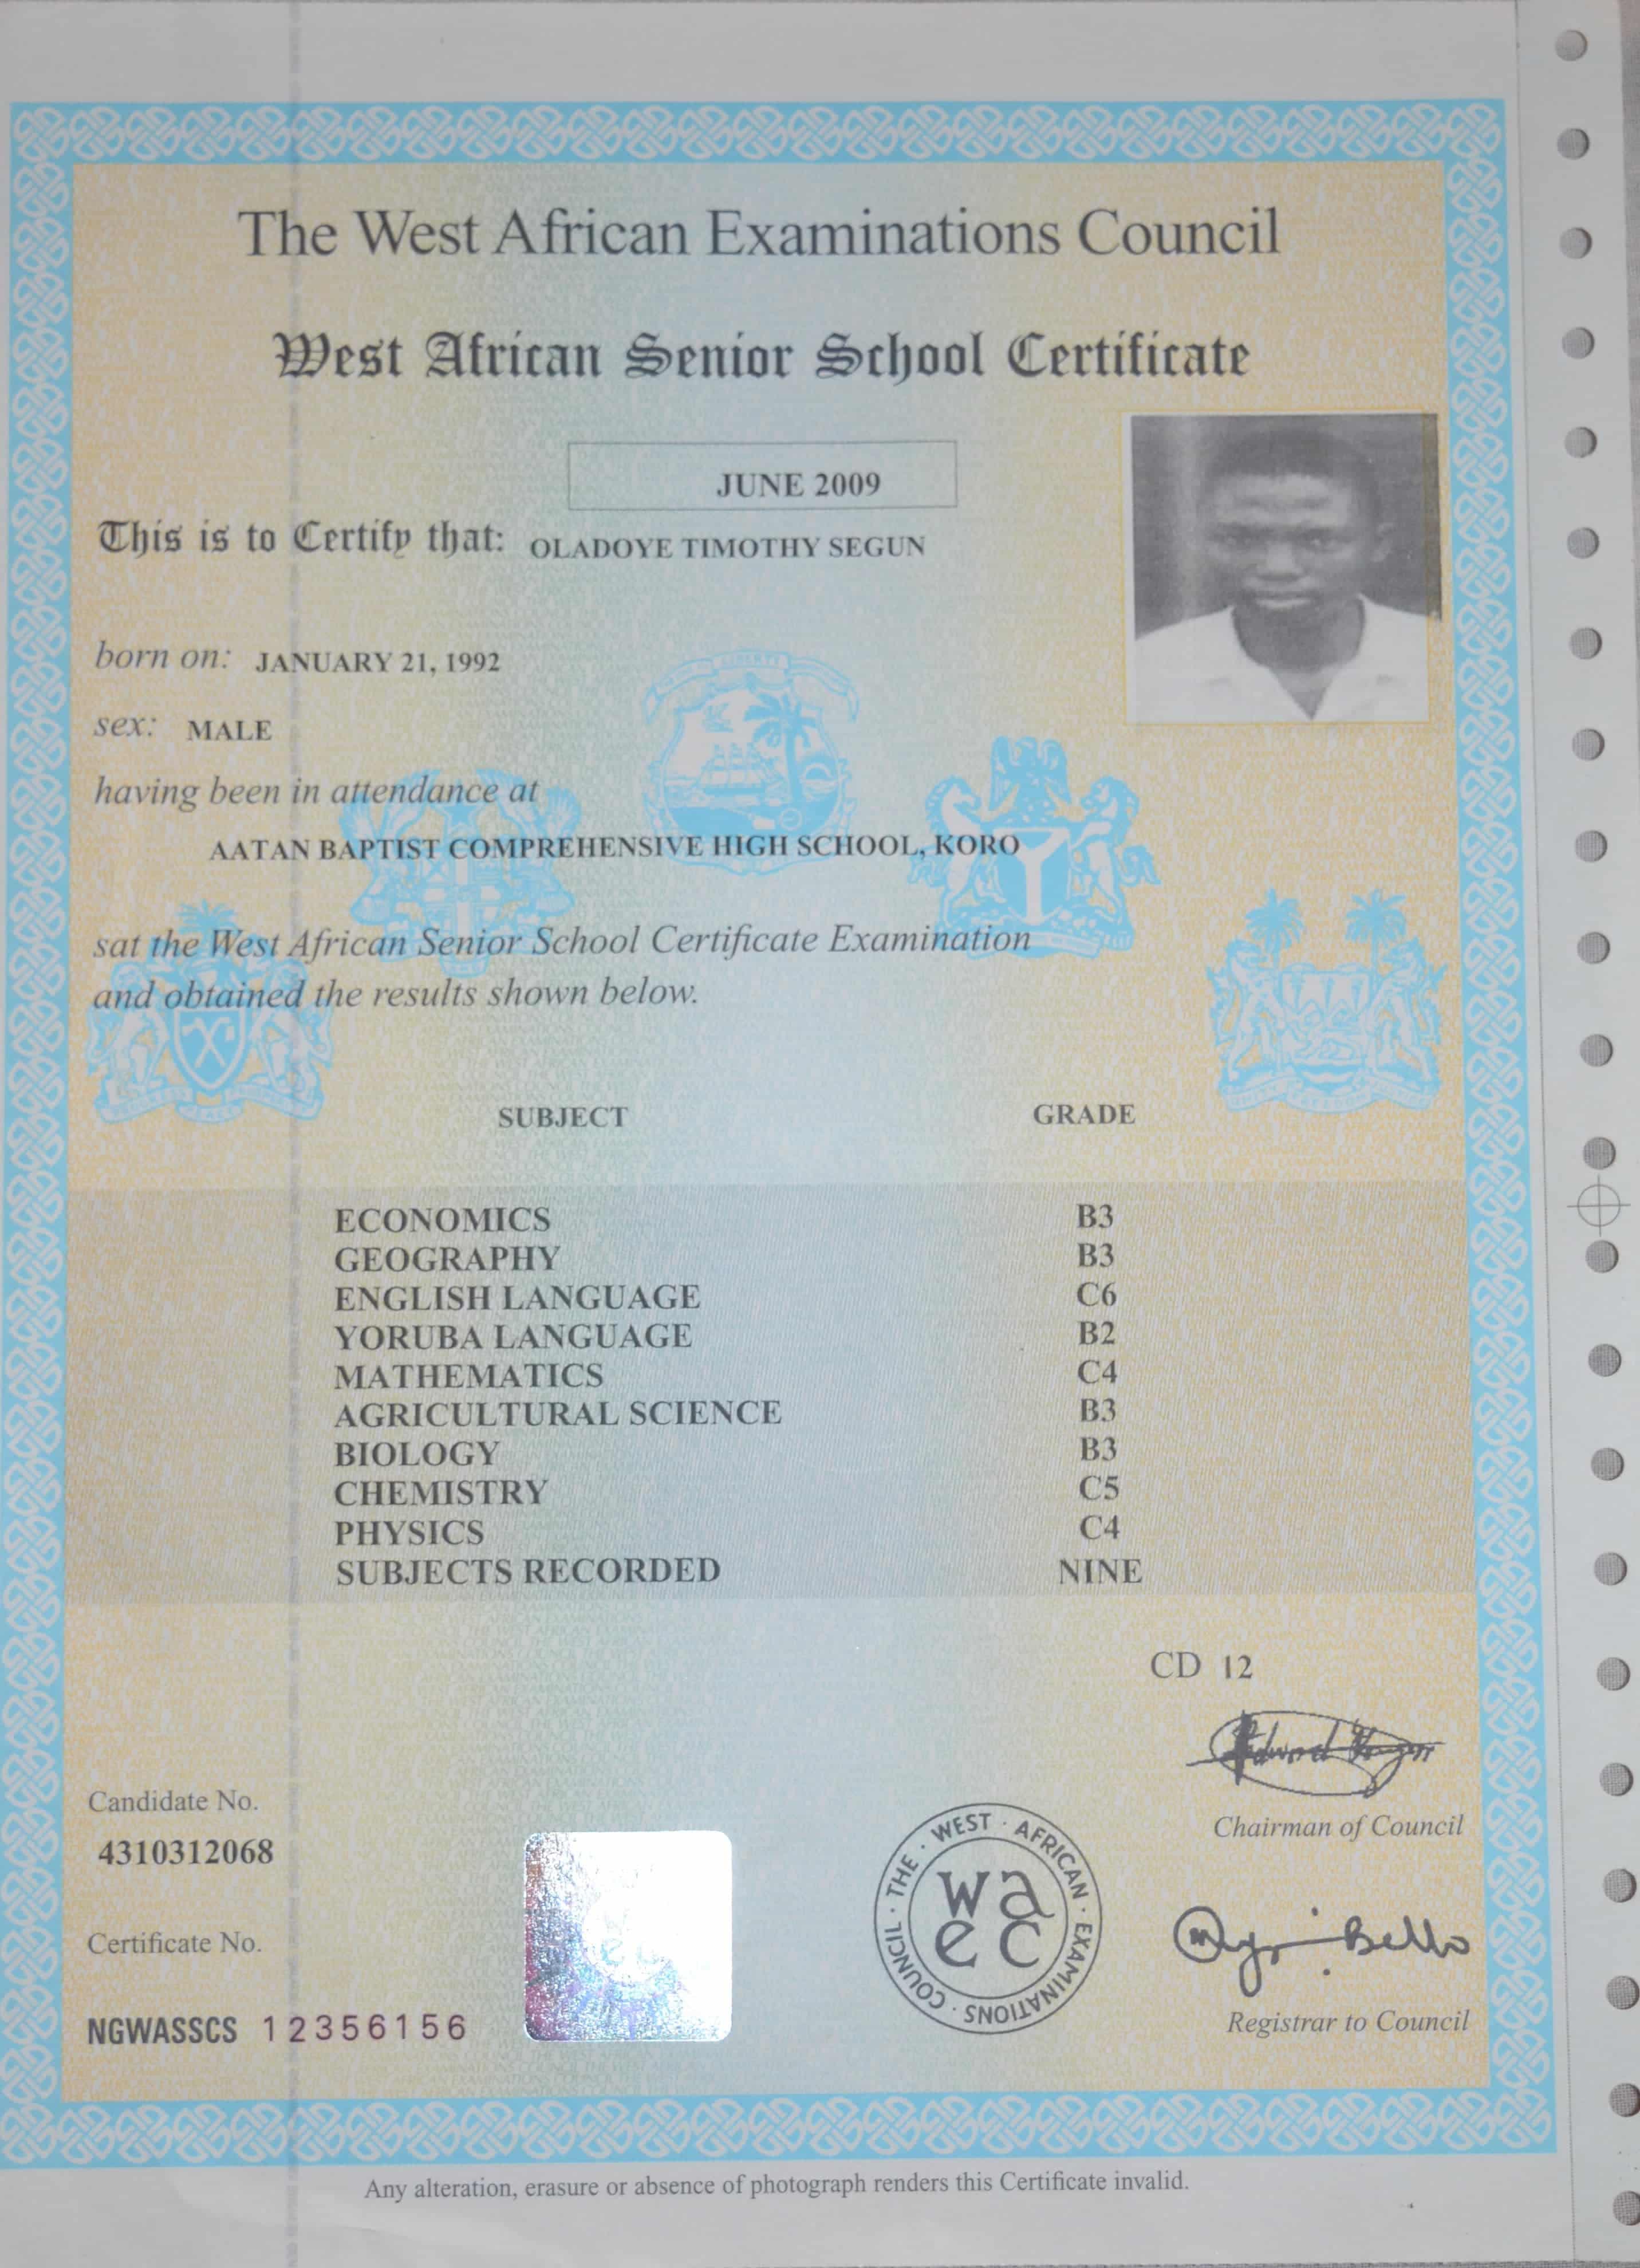 The West African Examinations Council
West African Senior School Certificate
JUNE 2009
This is to Certify that: OLADOYE TIMOTHY SEGUN
born on: JANUARY 21, 1992
sex: MALE
having been in attendance at
AATAN BAPTIST COMPREHENSIVE HIGH SCHOOL, KORO
sat the West African Senior School Certificate Examination
and obtained the results shown below.
SUBJECT GRADE
ECONOMICS B3
GEOGRAPHY B3
ENGLISH LANGUAGE C6
YORUBA LANGUAGE B2
MATHEMATICS C4
AGRICULTURAL SCIENCE B3
BIOLOGY B3
CHEMISTRY C5
PHYSICS C4
SUBJECTS RECORDED NINE
CD 12
Chairman of Council
Candidate No.
4310312068
THE · WEST · AFRICAN · EXAMINATIONS · COUNCIL ·
wa
ec
Bello
Registrar to Council
Certificate No.
NGWASSCS 12356156
Any alteration, erasure or absence of photograph renders this Certificate invalid.